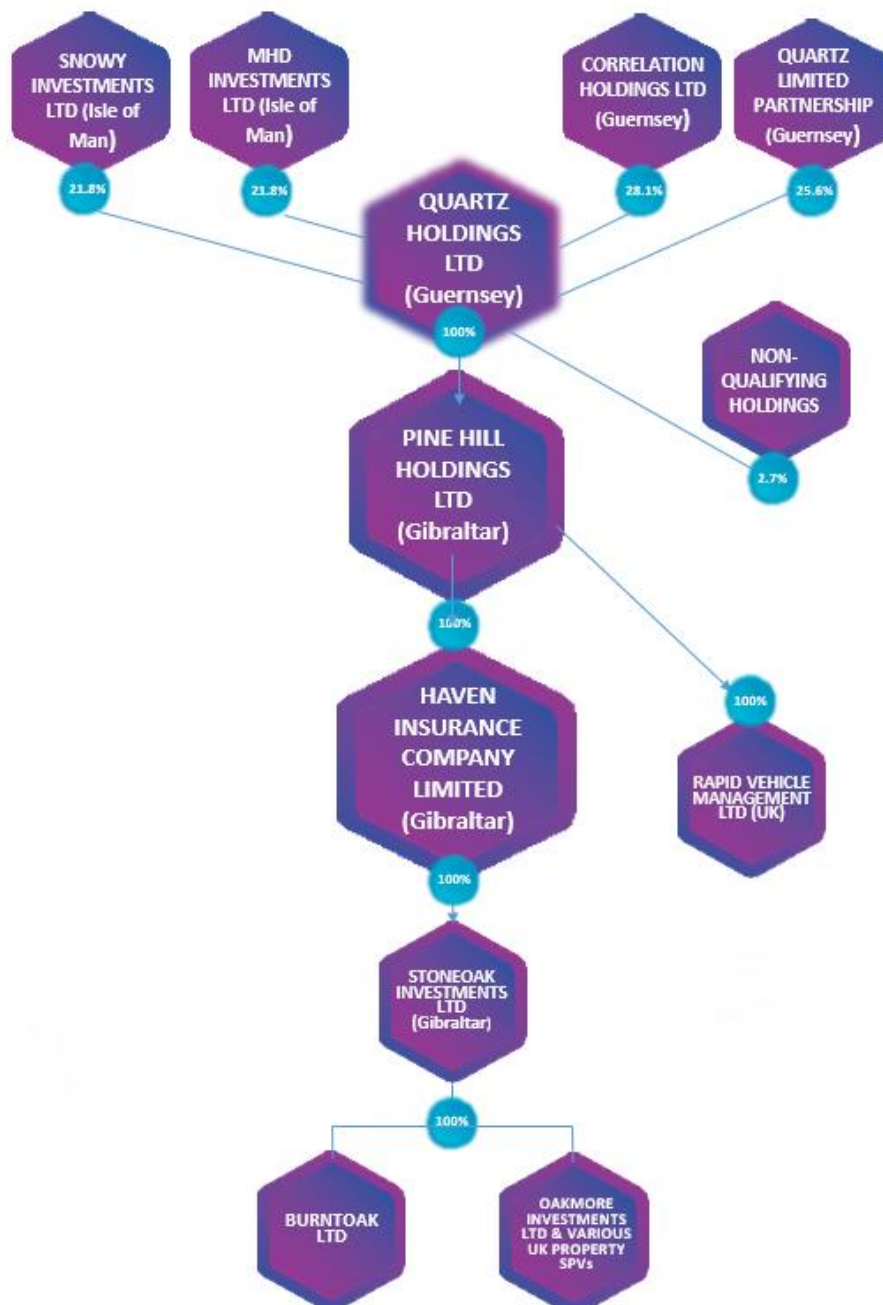 SNOWY
INVESTMENTS
LTD (Isle of
Man)
21.8%
MHD
INVESTMENTS
LTD (Isle of
Man)
21.8%
CORRELATION
HOLDINGS LTD
(Guernsey)
28.1%
QUARTZ
LIMITED
PARTNERSHIP
(Guernsey)
25.6%
QUARTZ
HOLDINGS
LTD
(Guernsey)
100%
NON-
QUALIFYING
HOLDINGS
2.7%
PINE HILL
HOLDINGS
LTD
(Gibraltar)
100%
HAVEN
INSURANCE
COMPANY
LIMITED
(Gibraltar)
100%
100%
RAPID VEHICLE
MANAGEMENT
LTD (UK)
STONEOAK
INVESTMENTS
LTD
(Gibraltar)
100%
BURNTOAK
LTD
OAKMORE
INVESTMENTS
LTD & VARIOUS
UK PROPERTY
SPVs